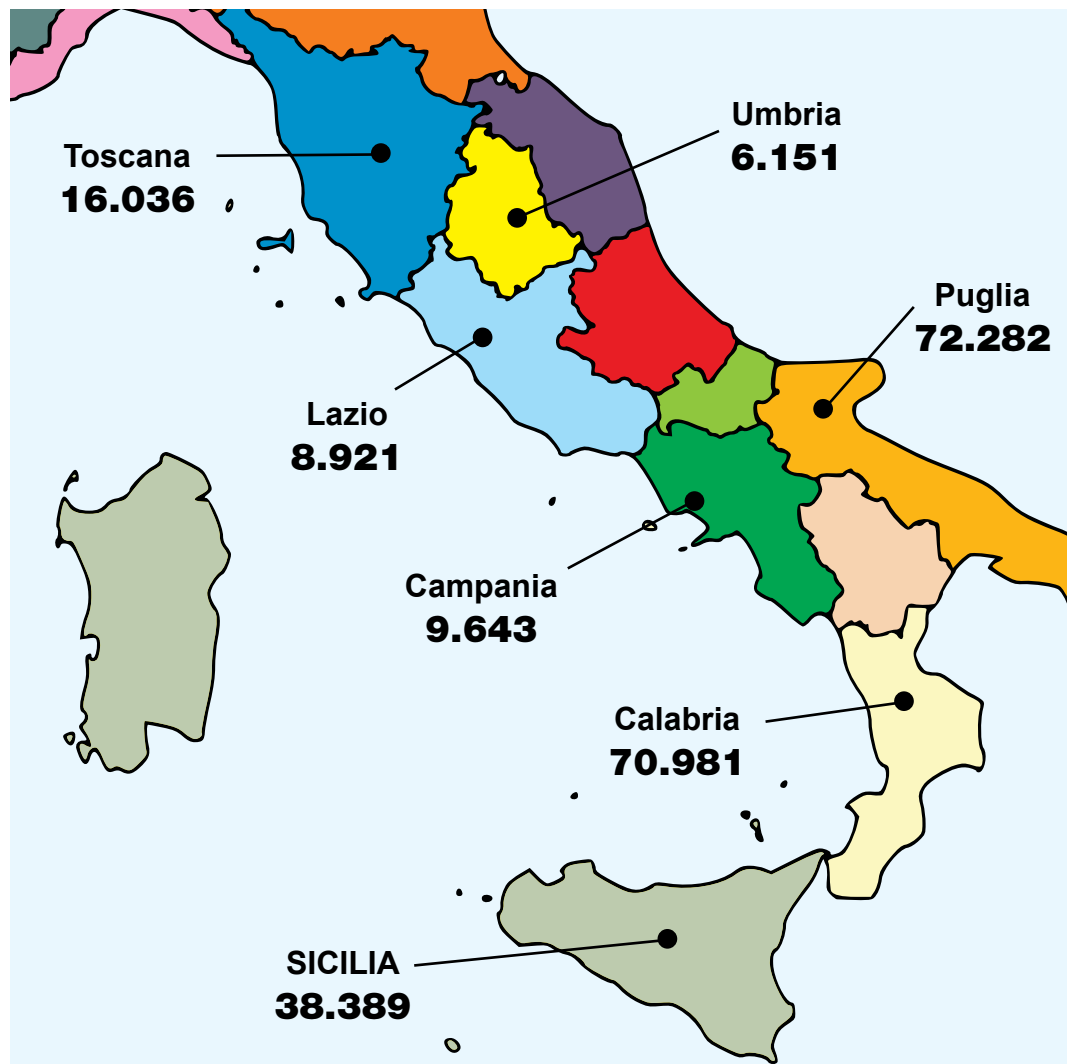 Umbria
6.151
Toscana
16.036
Puglia
72.282
Lazio
8.921
Campania
9.643
Calabria
70.981
SICILIA
38.389